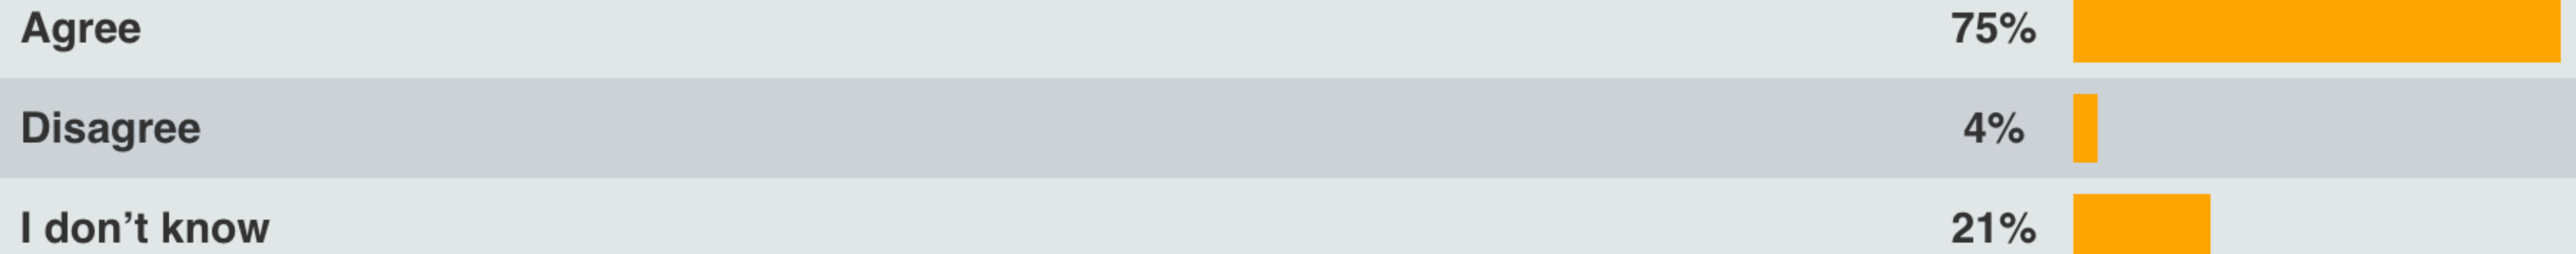 Agree 75%
Disagree 4%
I don’t know 21%